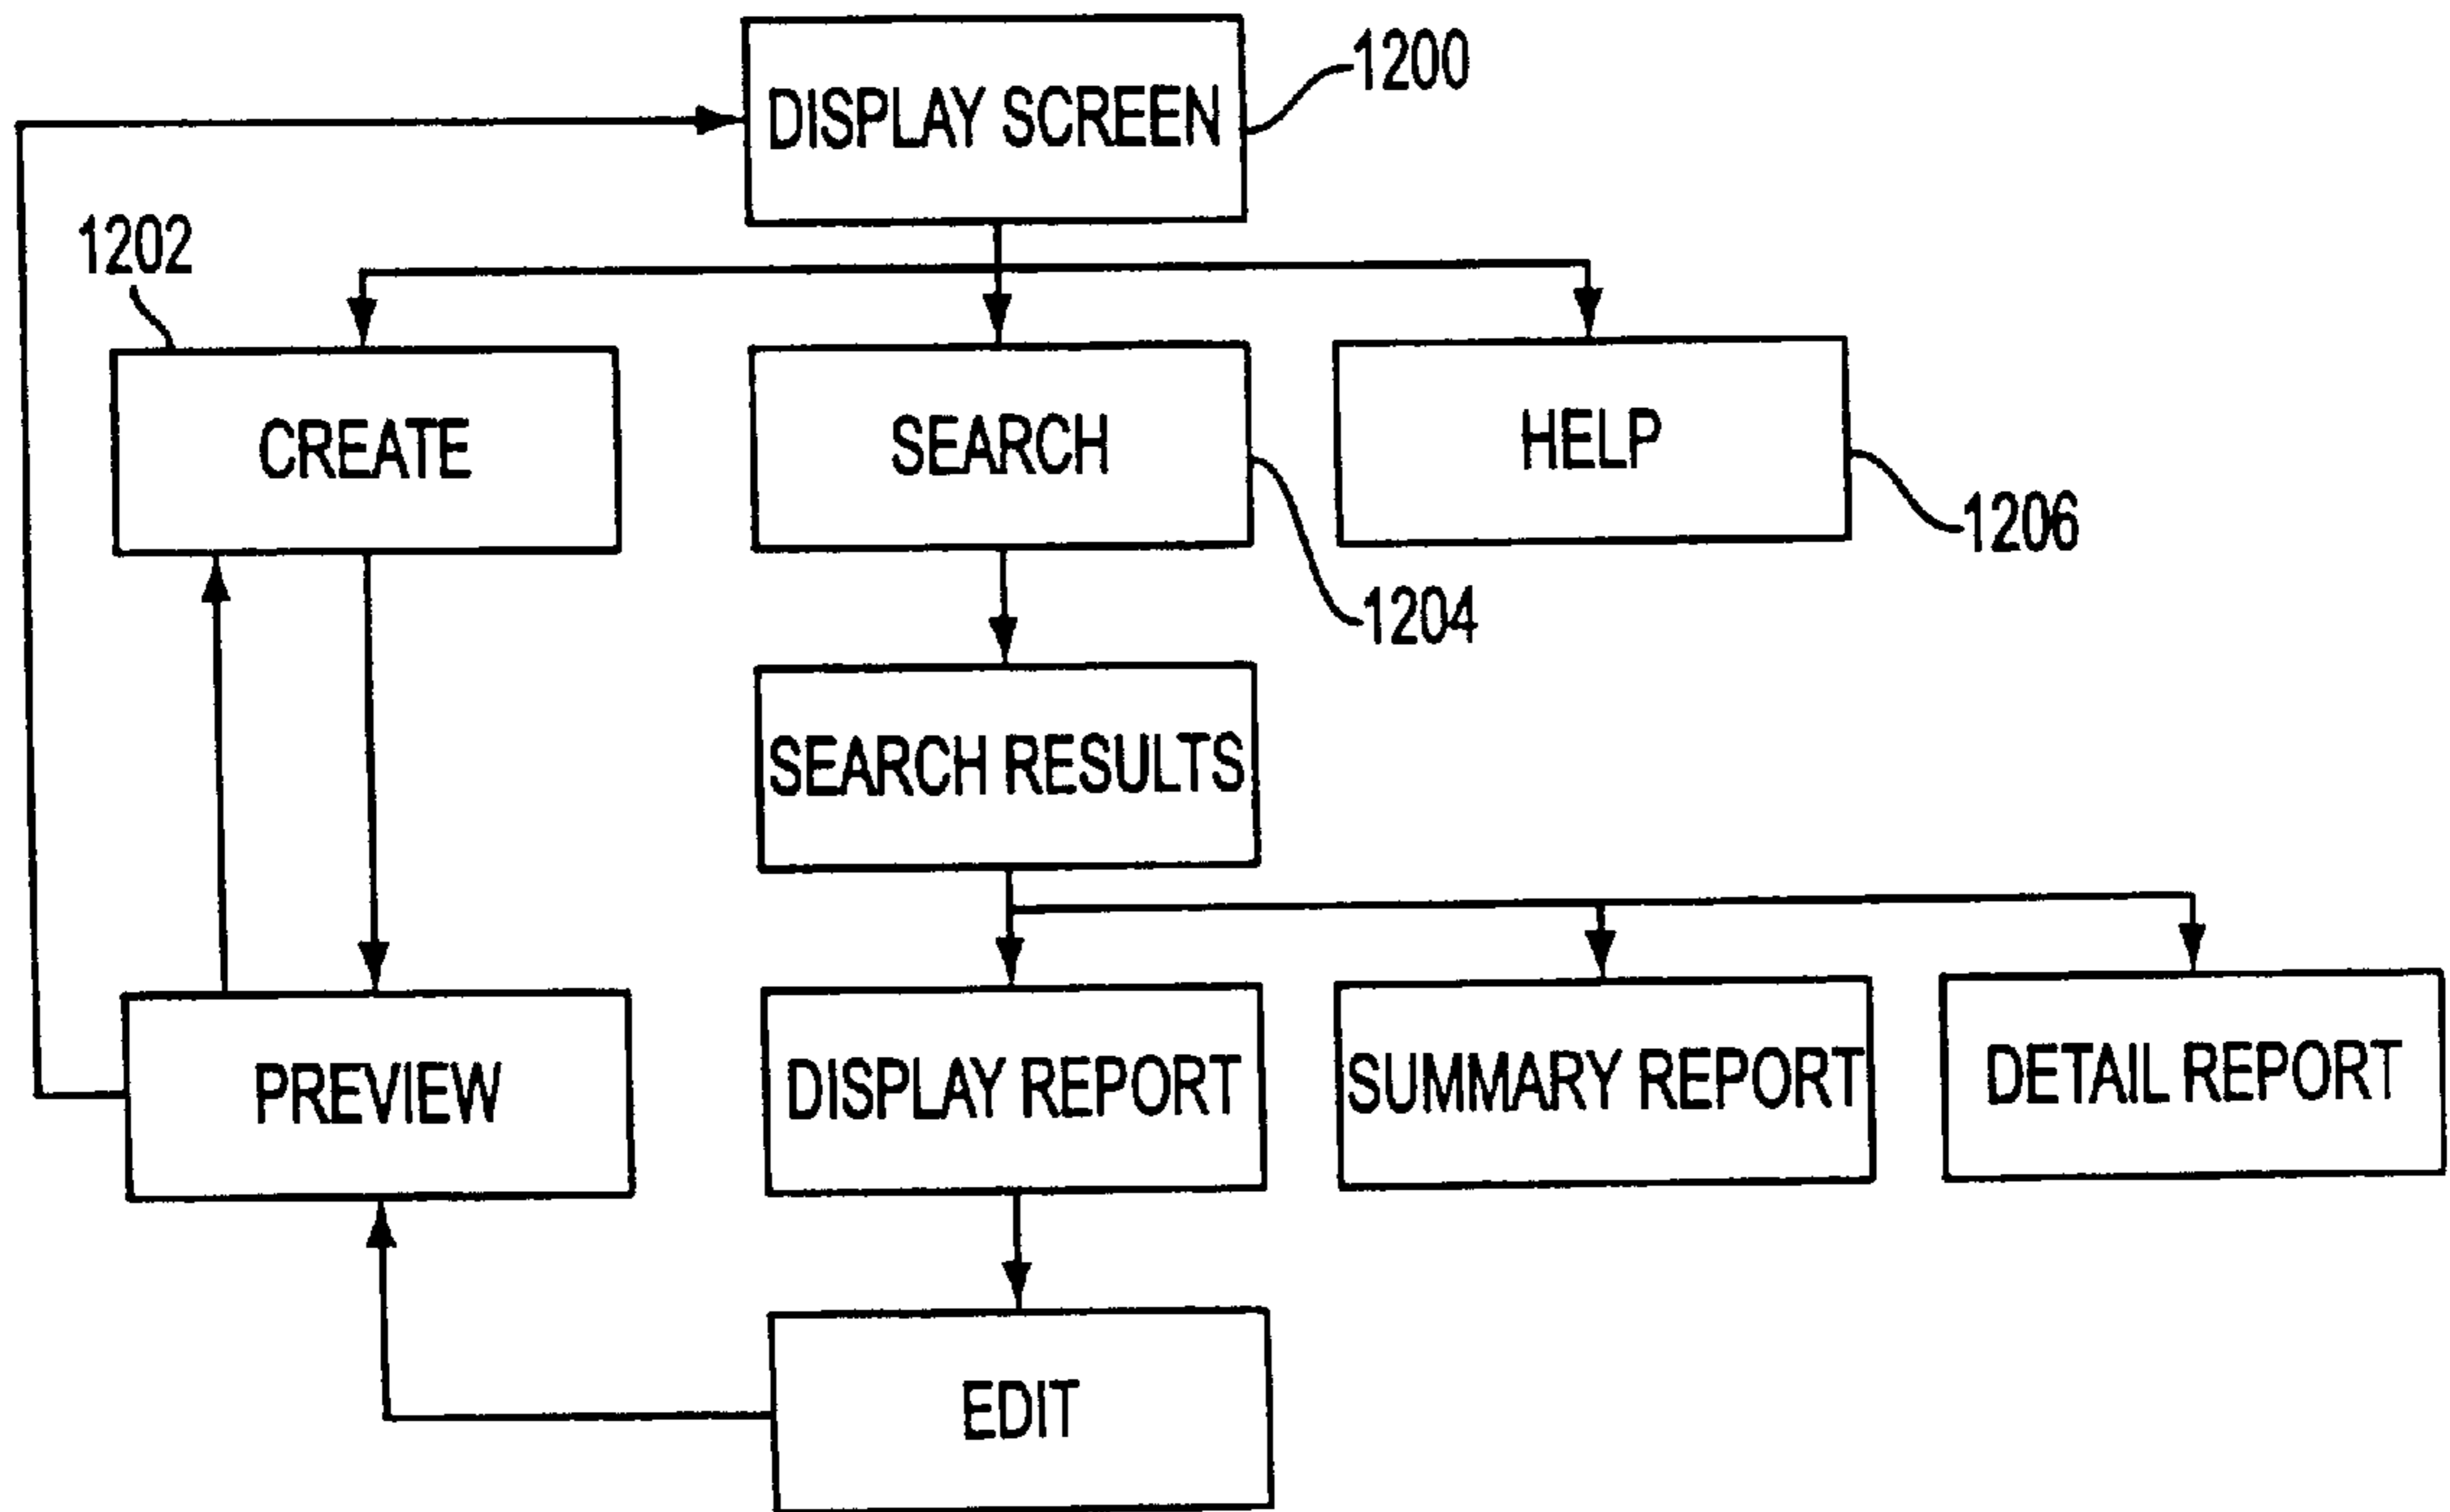 DISPLAY SCREEN
1200
1202
CREATE
SEARCH
HELP
1204
1206
SEARCH RESULTS
PREVIEW
DISPLAY REPORT
SUMMARY REPORT
DETAIL REPORT
EDIT